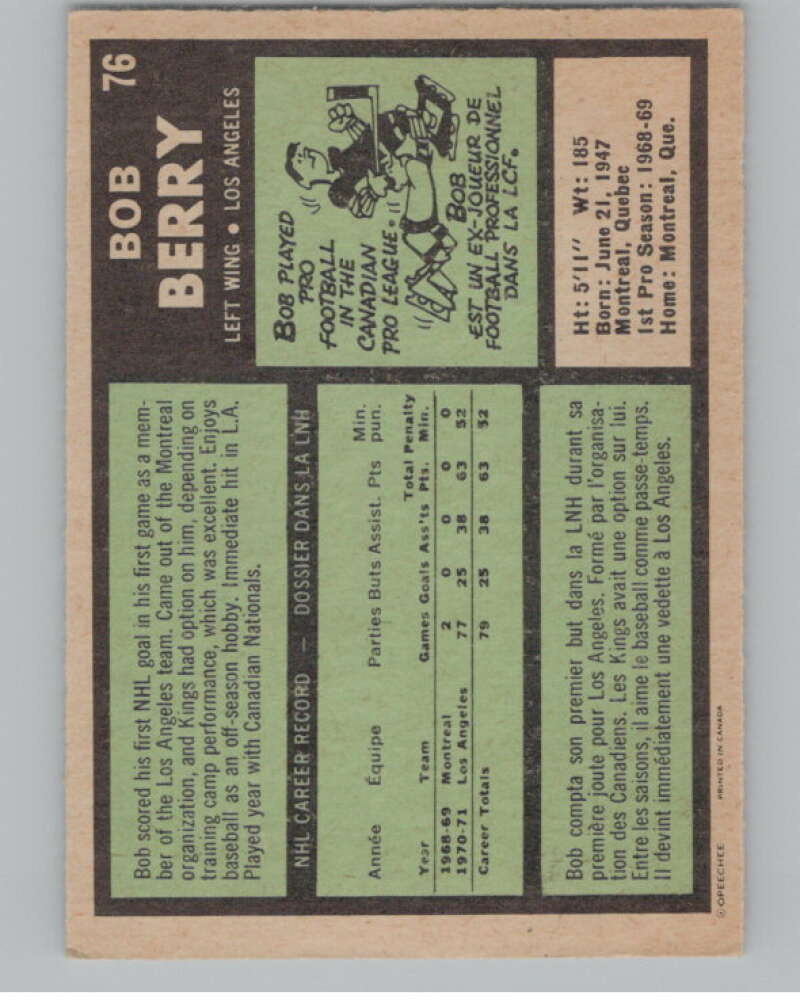 76
BOB
BERRY
LEFT WING • LOS ANGELES
BOB PLAYED
PRO
FOOTBALL
IN THE
CANADIAN
PRO LEAGUE.
BOB
EST UN EX-JOUEUR DE
FOOTBALL PROFESSIONNEL
DANS LA LCF.
Ht: 5'11" Wt: 185
Born: June 21, 1947
Montreal, Quebec
1st Pro Season: 1968-69
Home: Montreal, Que.
Bob scored his first NHL goal in his first game as a mem-
ber of the Los Angeles team. Came out of the Montreal
organization, and Kings had option on him, depending on
training camp performance, which was excellent. Enjoys
baseball as an off-season hobby. Immediate hit in L.A.
Played year with Canadian Nationals.
NHL CAREER RECORD — DOSSIER DANS LA LNH
Min.
Année Équipe Parties Buts Assist. Pts pun.
Total Penalty
Year Team Games Goals Ass'ts Pts. Min.
1968-69 Montreal 2 0 0 0 0
1970-71 Los Angeles 77 25 38 63 52
Career Totals 79 25 38 63 52
Bob compta son premier but dans la LNH durant sa
première joute pour Los Angeles. Formé par l'organisa-
tion des Canadiens. Les Kings avait une option sur lui.
Entre les saisons, il aime le baseball comme passe-temps.
Il devint immédiatement une vedette à Los Angeles.
© OPEECHEE PRINTED IN CANADA